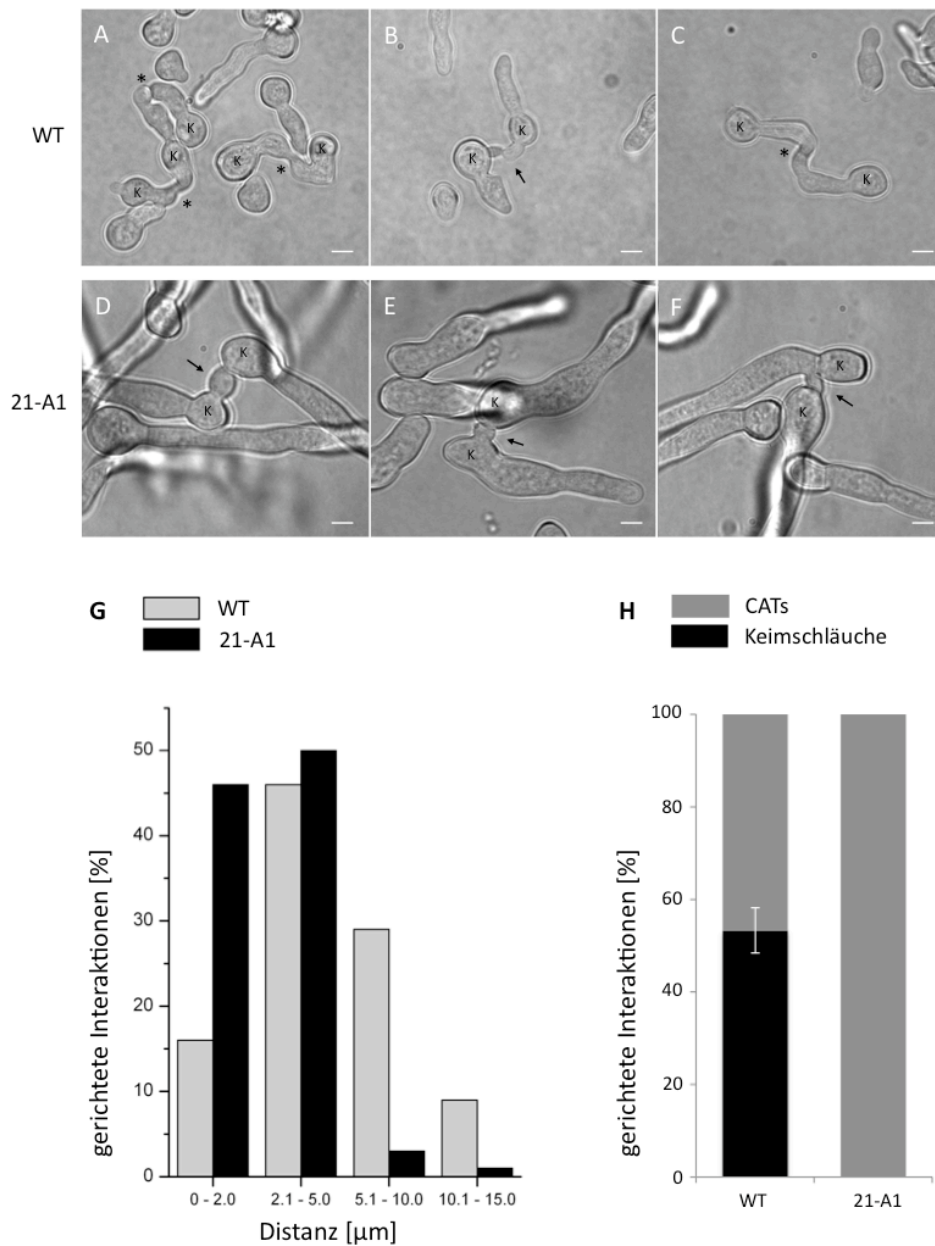 A B C
WT
* K K K K K * K * K K K * K
D E F
21-A1
K K K K K K
G WT
21-A1
H CATs
Keimschläuche
gerichtete Interaktionen [%]
50
40
30
20
10
0
0 - 2.0 2.1 - 5.0 5.1 - 10.0 10.1 - 15.0
Distanz [µm]
gerichtete Interaktionen [%]
100
80
60
40
20
0
WT 21-A1